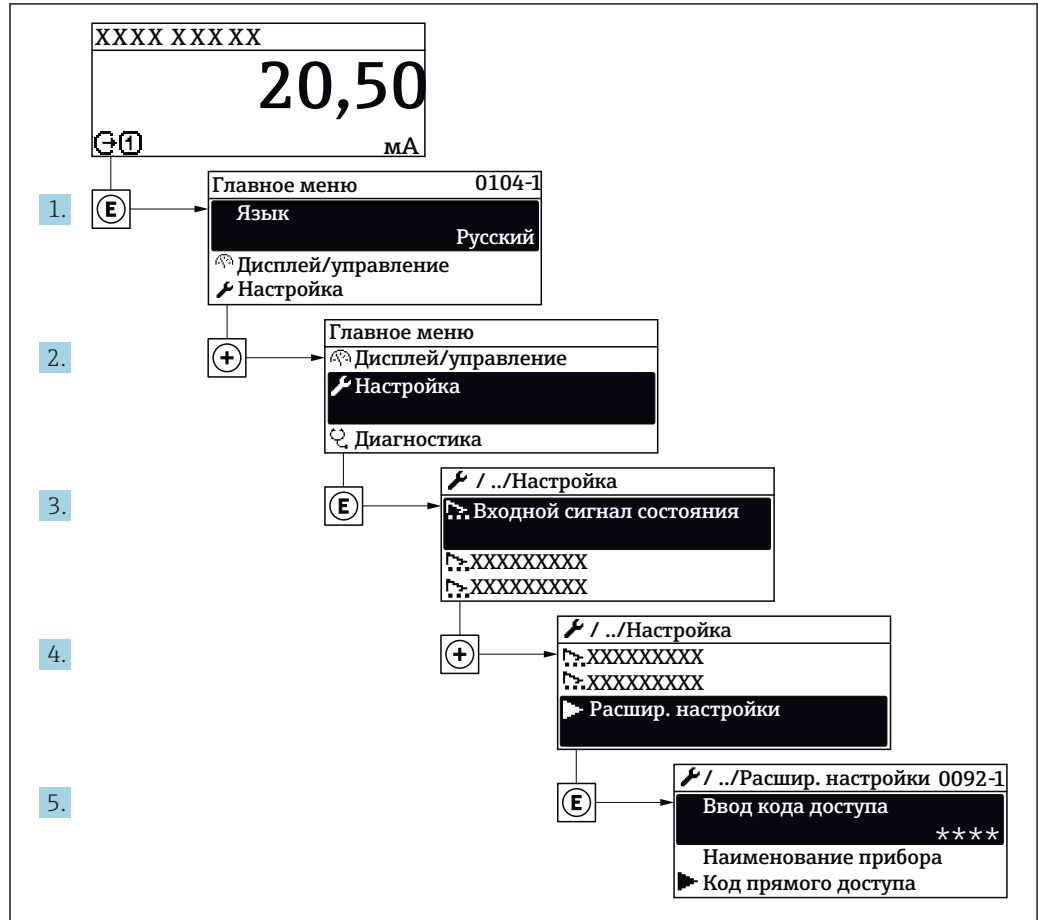 XXXX XXX XX
20,50
мА
1.
E
Главное меню 0104-1
Язык
Русский
Дисплей/управление
Настройка
2.
+
Главное меню
Дисплей/управление
Настройка
Диагностика
3.
E
/ ../Настройка
Входной сигнал состояния
XXXXXXXXX
XXXXXXXXX
4.
+
/ ../Настройка
XXXXXXXXX
XXXXXXXXX
Расшир. настройки
5.
E
/ ../Расшир. настройки 0092-1
Ввод кода доступа
****
Наименование прибора
Код прямого доступа